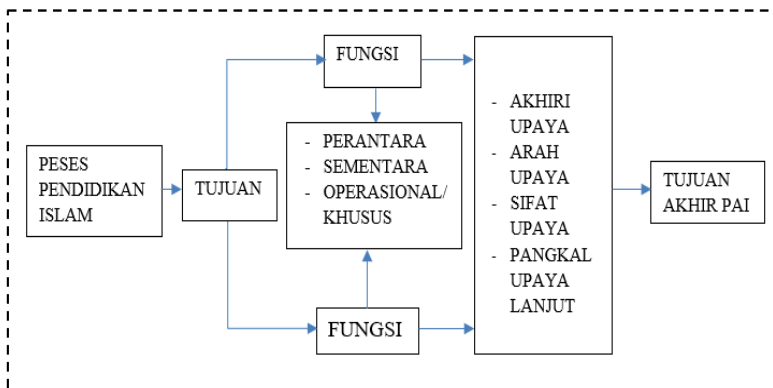 PESES
PENDIDIKAN
ISLAM
TUJUAN
FUNGSI
- PERANTARA
- SEMENTARA
- OPERASIONAL/
KHUSUS
FUNGSI
- AKHIRI
UPAYA
- ARAH
UPAYA
- SIFAT
UPAYA
- PANGKAL
UPAYA
LANJUT
TUJUAN
AKHIR PAI